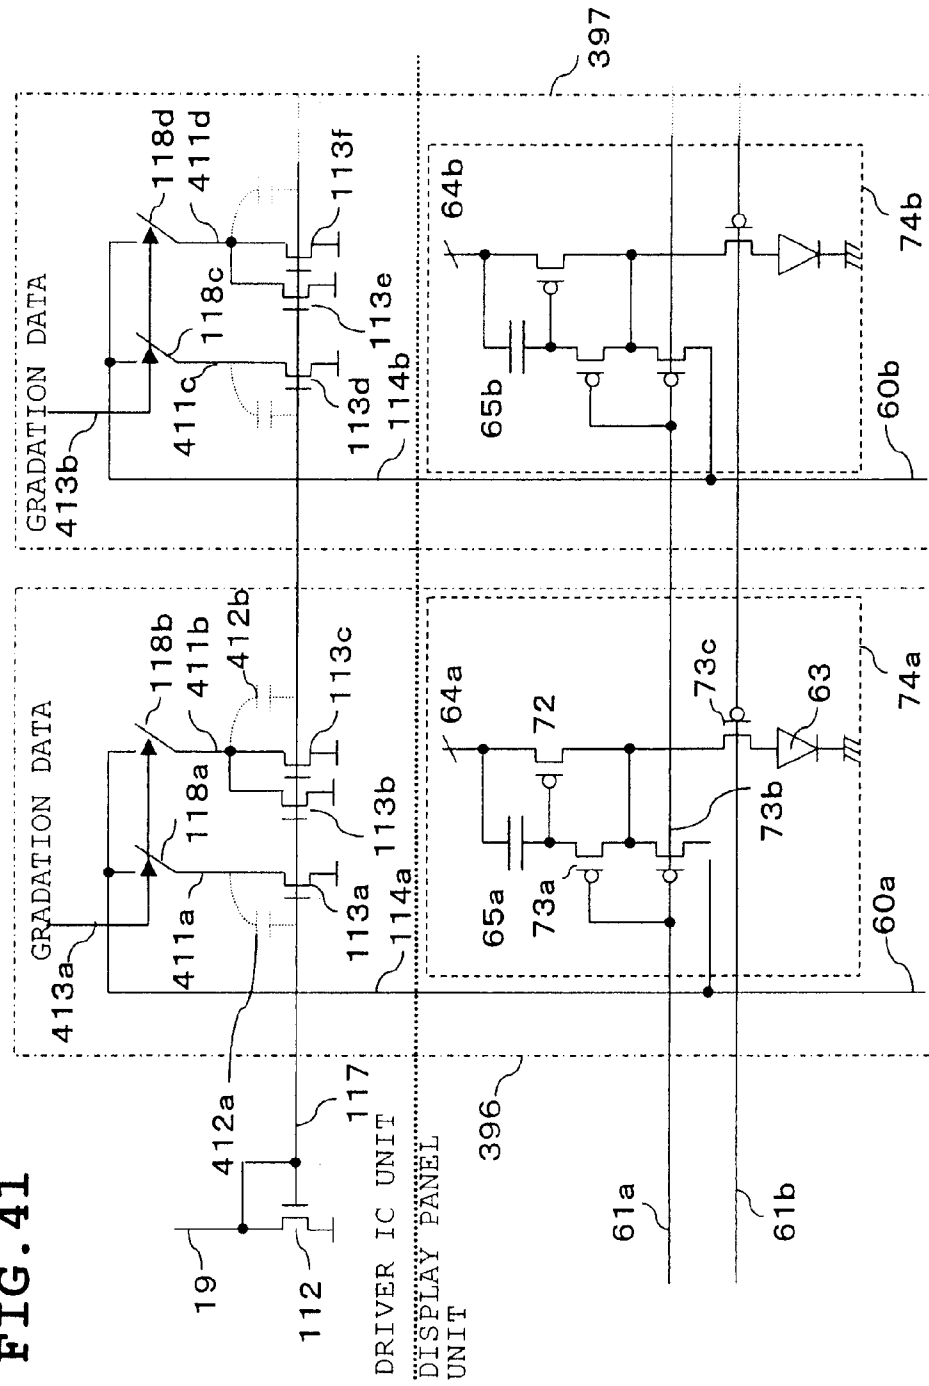 FIG.41
GRADATION DATA
413a
118a
118b
411b
412b
411a
412a
113a
113b
113c
114a
GRADATION DATA
413b
118c
118d
411d
411c
113d
113e
113f
114b
19
112
117
DRIVER IC UNIT
DISPLAY PANEL
UNIT
396
397
64a
72
65a
73a
73b
73c
63
74a
60a
64b
65b
74b
60b
61a
61b